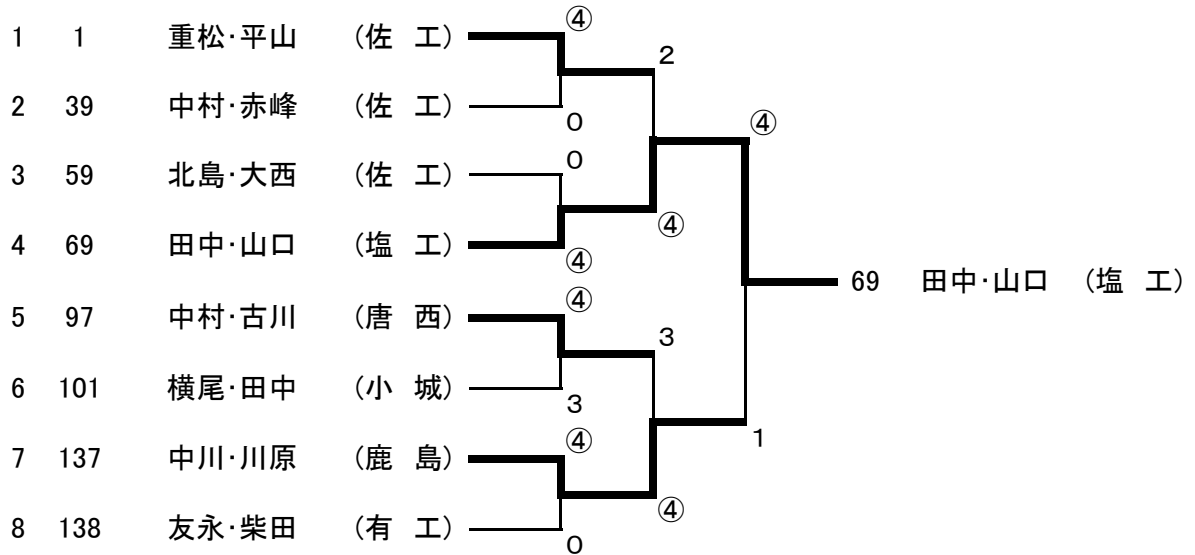 ④
1 1 重松・平山 (佐 工)
2
2 39 中村・赤峰 (佐 工)
0
④
0
3 59 北島・大西 (佐 工)
④
4 69 田中・山口 (塩 工)
④
69 田中・山口 (塩 工)
④
5 97 中村・古川 (唐 西)
3
6 101 横尾・田中 (小 城)
3
1
④
7 137 中川・川原 (鹿 島)
④
8 138 友永・柴田 (有 工)
0